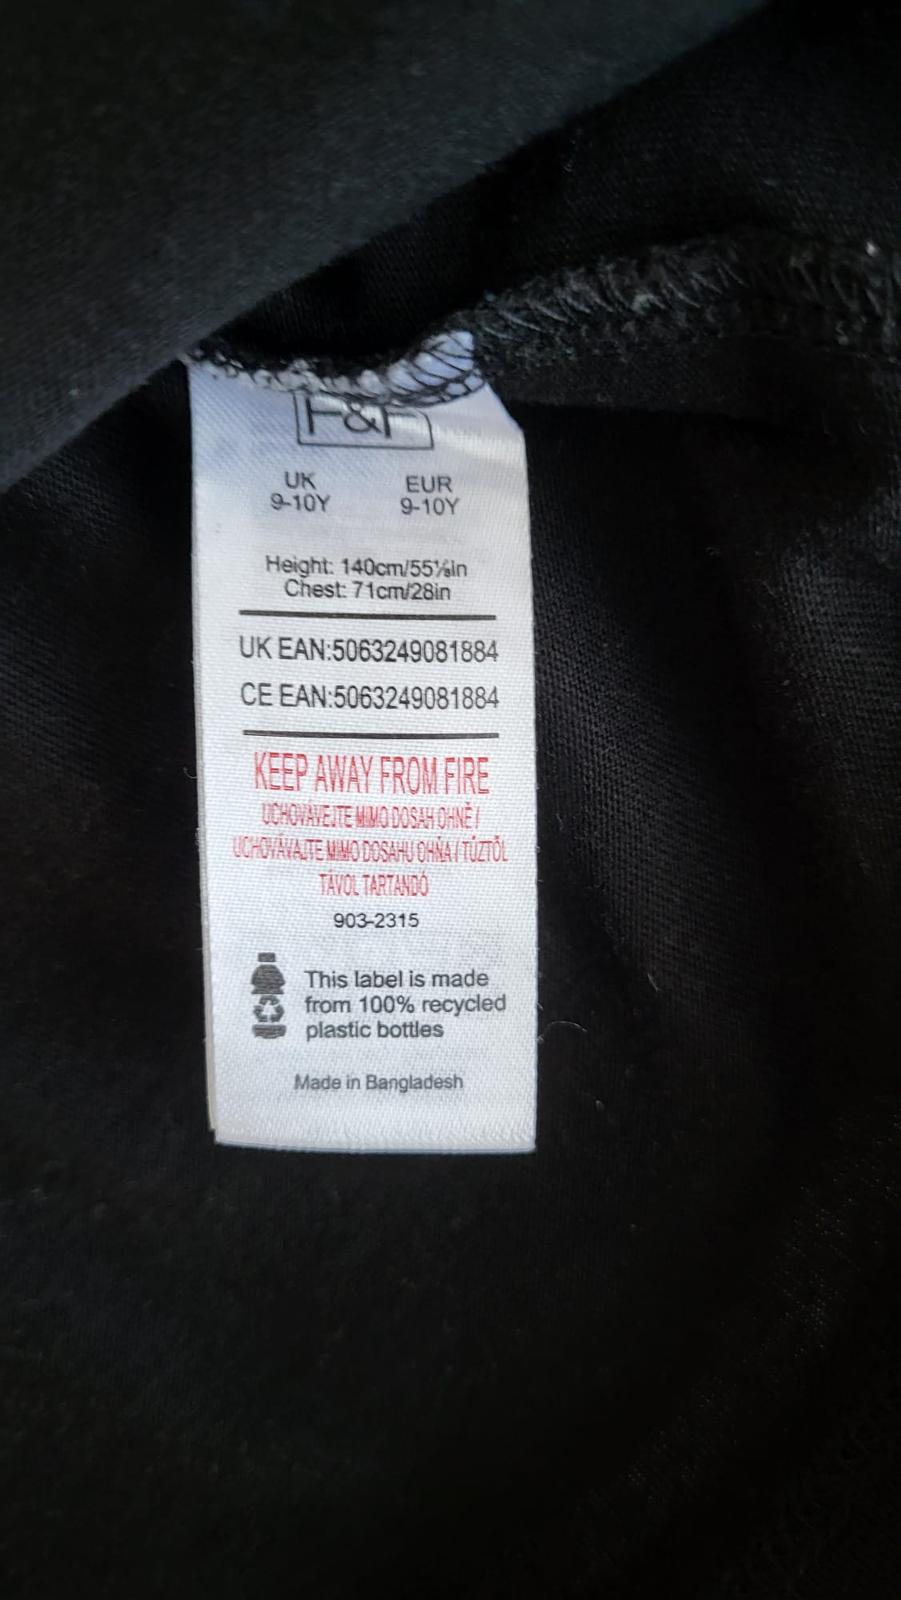 F&F
UK
9-10Y
EUR
9-10Y
Height: 140cm/55⅛in
Chest: 71cm/28in
UK EAN:5063249081884
CE EAN:5063249081884
KEEP AWAY FROM FIRE
UCHOVÁVEJTE MIMO DOSAH OHNĚ /
UCHOVÁVAJTE MIMO DOSAHU OHŇA / TŰZTŐL
TÁVOL TARTANDÓ
903-2315
This label is made
from 100% recycled
plastic bottles
Made in Bangladesh